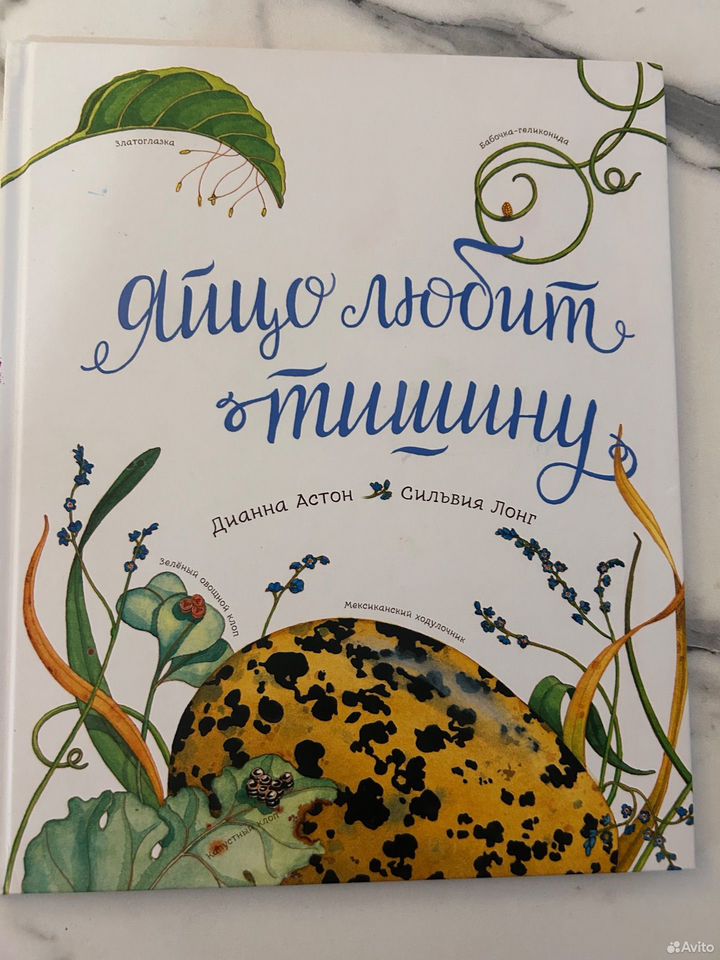 Златоглазка
Бабочка-геликонида
Яйцо любит
тишину
Дианна Астон Сильвия Лонг
Зелёный овощной клоп
Мексиканский ходулочник
Капустный клоп
Avito